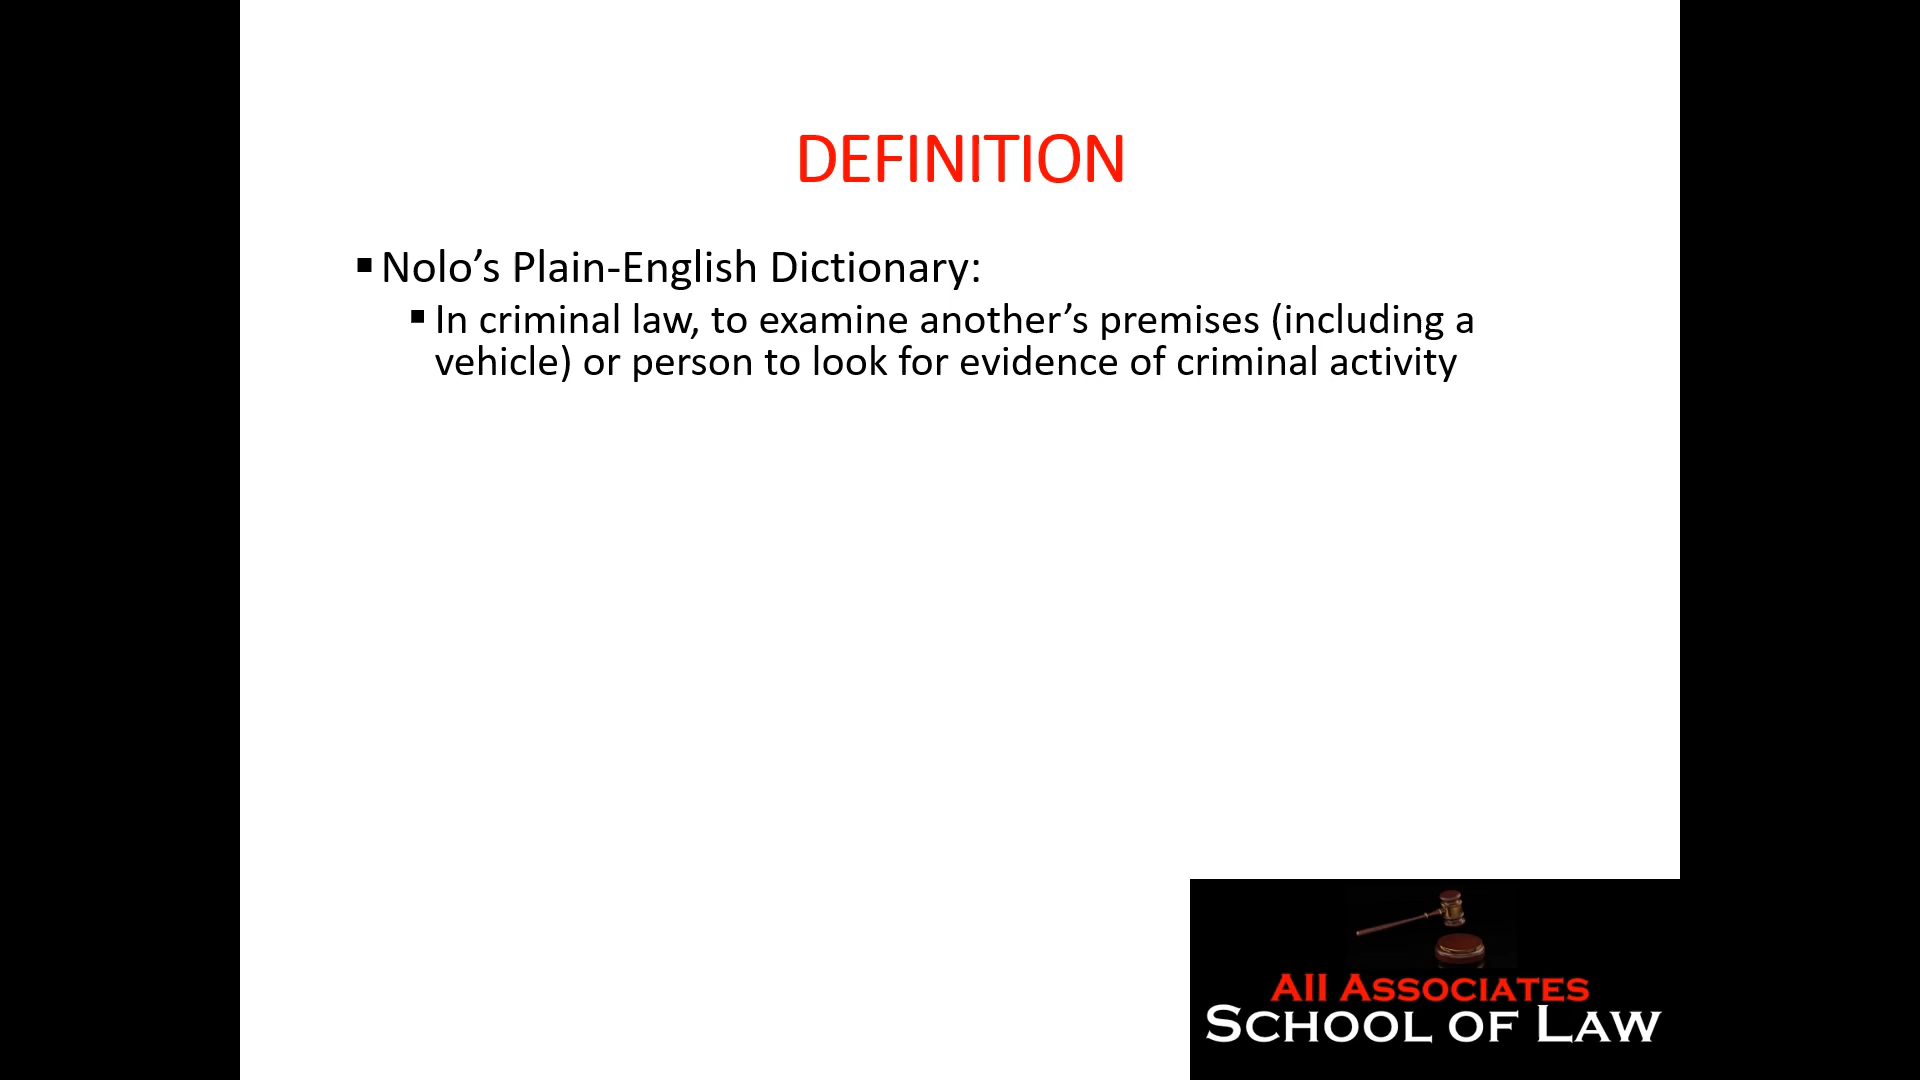 DEFINITION
▪ Nolo’s Plain-English Dictionary:
▪ In criminal law, to examine another’s premises (including a
vehicle) or person to look for evidence of criminal activity
All ASSOCIATES
SCHOOL OF LAW